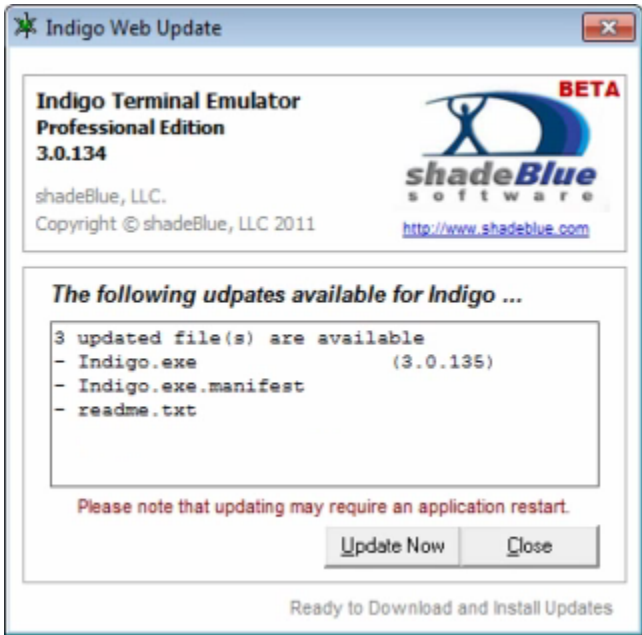 Indigo Web Update
Indigo Terminal Emulator
Professional Edition
3.0.134
shadeBlue, LLC.
Copyright © shadeBlue, LLC 2011
BETA
shadeBlue
software
http://www.shadeblue.com
The following udpates available for Indigo ...
3 updated file(s) are available
- Indigo.exe (3.0.135)
- Indigo.exe.manifest
- readme.txt
Please note that updating may require an application restart.
Update Now Close
Ready to Download and Install Updates